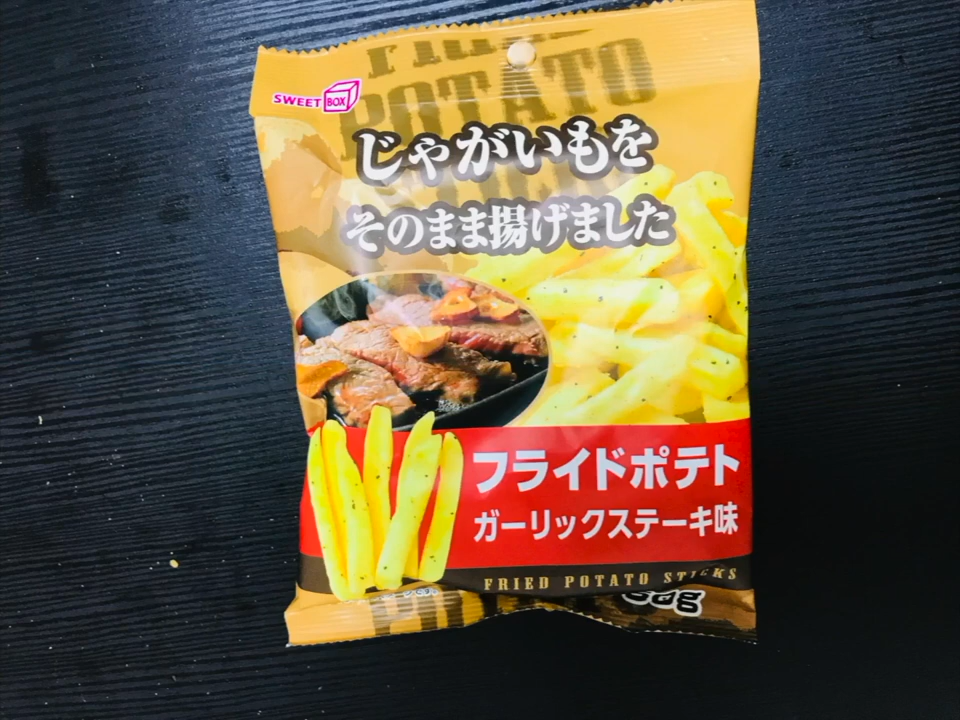 POTATO
SWEET BOX
じゃがいもを
そのまま揚げました
フライドポテト
ガーリックステーキ味
FRIED POTATO STICKS